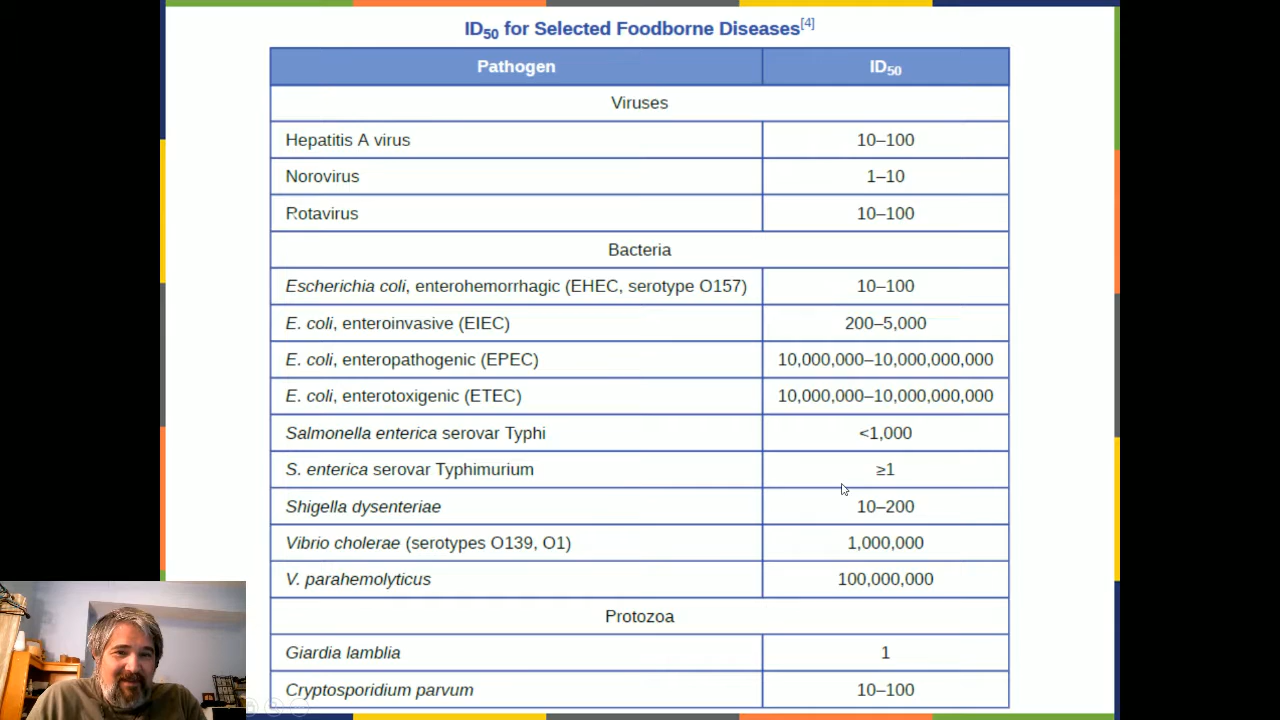 ID50 for Selected Foodborne Diseases[4]
Pathogen ID50
Viruses
Hepatitis A virus 10–100
Norovirus 1–10
Rotavirus 10–100
Bacteria
Escherichia coli, enterohemorrhagic (EHEC, serotype O157) 10–100
E. coli, enteroinvasive (EIEC) 200–5,000
E. coli, enteropathogenic (EPEC) 10,000,000–10,000,000,000
E. coli, enterotoxigenic (ETEC) 10,000,000–10,000,000,000
Salmonella enterica serovar Typhi <1,000
S. enterica serovar Typhimurium ≥1
Shigella dysenteriae 10–200
Vibrio cholerae (serotypes O139, O1) 1,000,000
V. parahemolyticus 100,000,000
Protozoa
Giardia lamblia 1
Cryptosporidium parvum 10–100